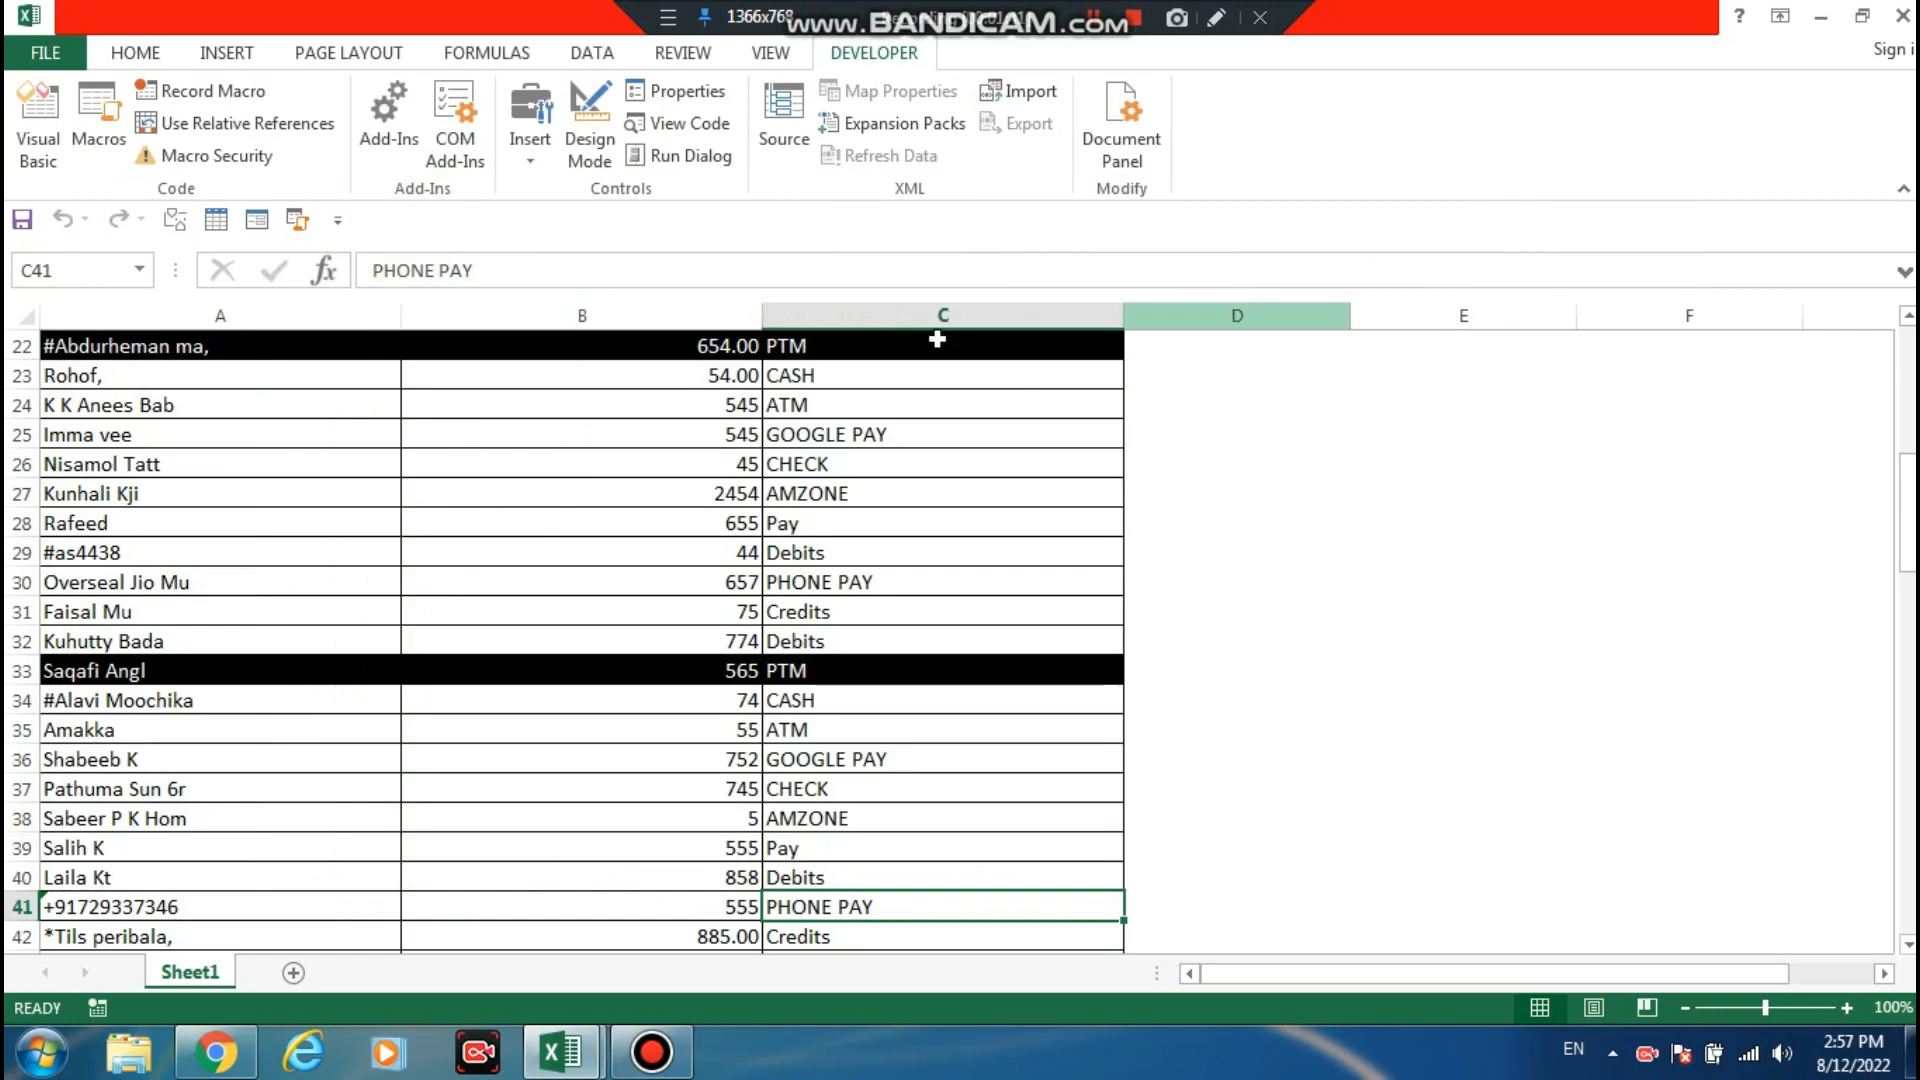 1366x768
www.BANDICAM.com
Sign i
FILE HOME INSERT PAGE LAYOUT FORMULAS DATA REVIEW VIEW DEVELOPER
Visual Basic
Macros
Record Macro
Use Relative References
Macro Security
Code
Add-Ins
COM Add-Ins
Add-Ins
Insert
Design Mode
Properties
View Code
Run Dialog
Controls
Source
Map Properties
Expansion Packs
Refresh Data
Import
Export
XML
Document Panel
Modify
C41 fx PHONE PAY
A B C D E F
22 #Abdurheman ma, 654.00 PTM
23 Rohof, 54.00 CASH
24 K K Anees Bab 545 ATM
25 Imma vee 545 GOOGLE PAY
26 Nisamol Tatt 45 CHECK
27 Kunhali Kji 2454 AMZONE
28 Rafeed 655 Pay
29 #as4438 44 Debits
30 Overseal Jio Mu 657 PHONE PAY
31 Faisal Mu 75 Credits
32 Kuhutty Bada 774 Debits
33 Saqafi Angl 565 PTM
34 #Alavi Moochika 74 CASH
35 Amakka 55 ATM
36 Shabeeb K 752 GOOGLE PAY
37 Pathuma Sun 6r 745 CHECK
38 Sabeer P K Hom 5 AMZONE
39 Salih K 555 Pay
40 Laila Kt 858 Debits
41 +91729337346 555 PHONE PAY
42 *Tils peribala, 885.00 Credits
Sheet1
READY 100%
EN
2:57 PM
8/12/2022